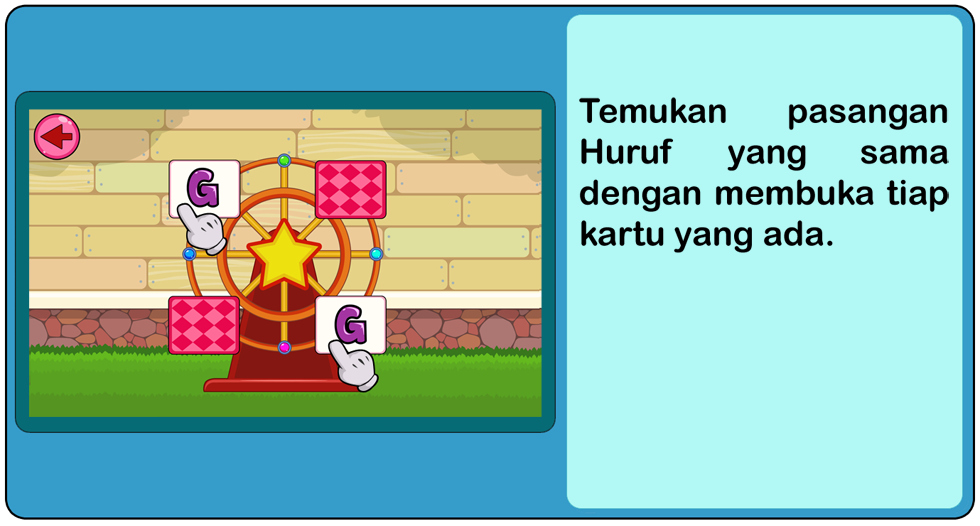 G
G
Temukan pasangan
Huruf yang sama
dengan membuka tiap
kartu yang ada.